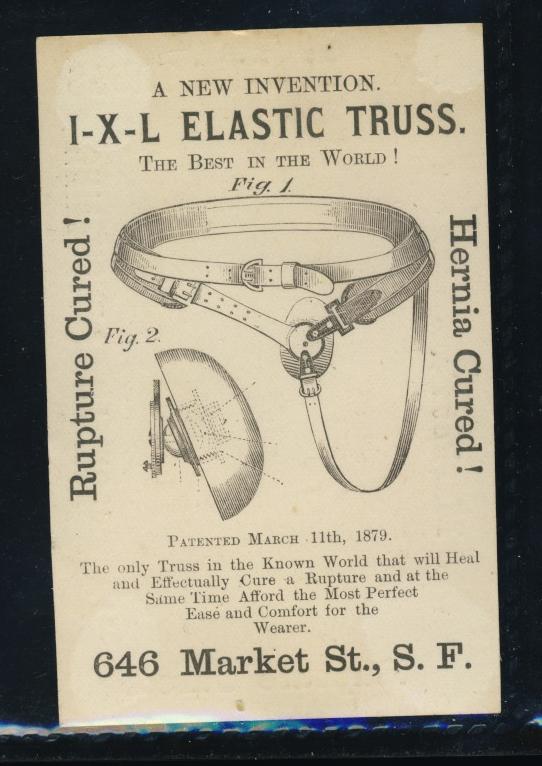 A NEW INVENTION.
I-X-L ELASTIC TRUSS.
THE BEST IN THE WORLD!
Fig. 1.
Rupture Cured!
Hernia Cured!
Fig. 2.
PATENTED MARCH 11th, 1879.
The only Truss in the Known World that will Heal
and Effectually Cure a Rupture and at the
Same Time Afford the Most Perfect
Ease and Comfort for the
Wearer.
646 Market St., S. F.